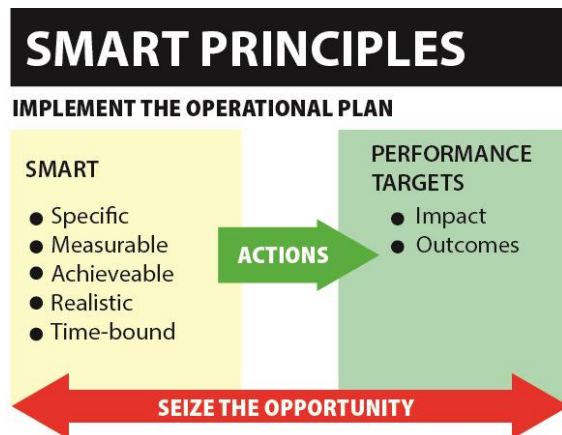 SMART PRINCIPLES
IMPLEMENT THE OPERATIONAL PLAN
SMART
● Specific
● Measurable
● Achieveable
● Realistic
● Time-bound
ACTIONS
PERFORMANCE
TARGETS
● Impact
● Outcomes
SEIZE THE OPPORTUNITY